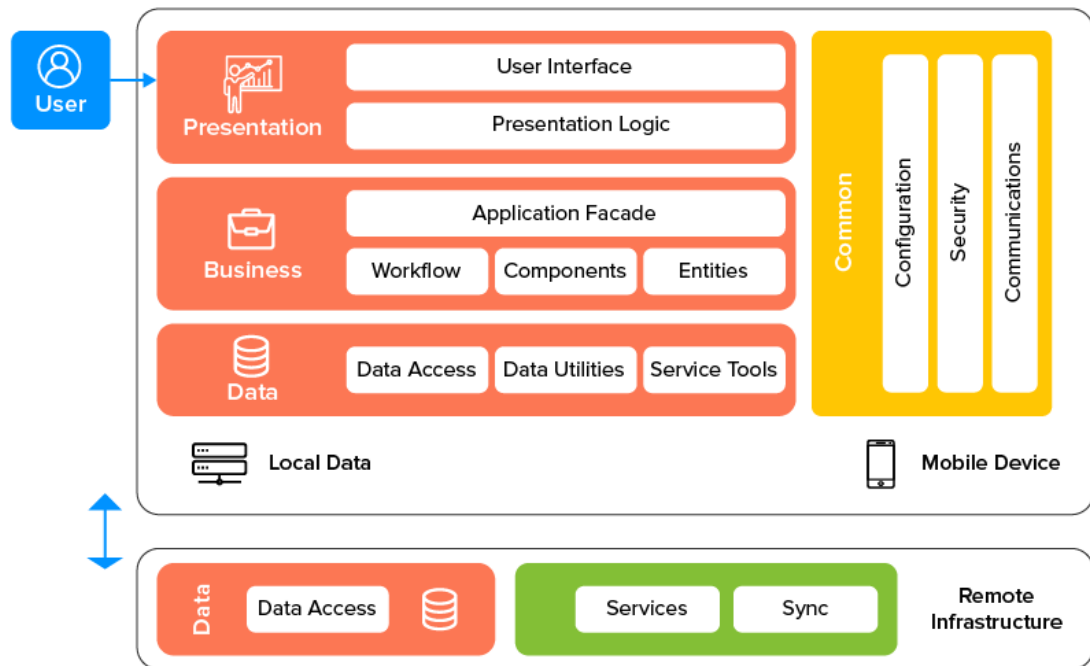 User
Presentation
User Interface
Presentation Logic
Business
Application Facade
Workflow
Components
Entities
Data
Data Access
Data Utilities
Service Tools
Common
Configuration
Security
Communications
Local Data
Mobile Device
Data
Data Access
Services
Sync
Remote
Infrastructure